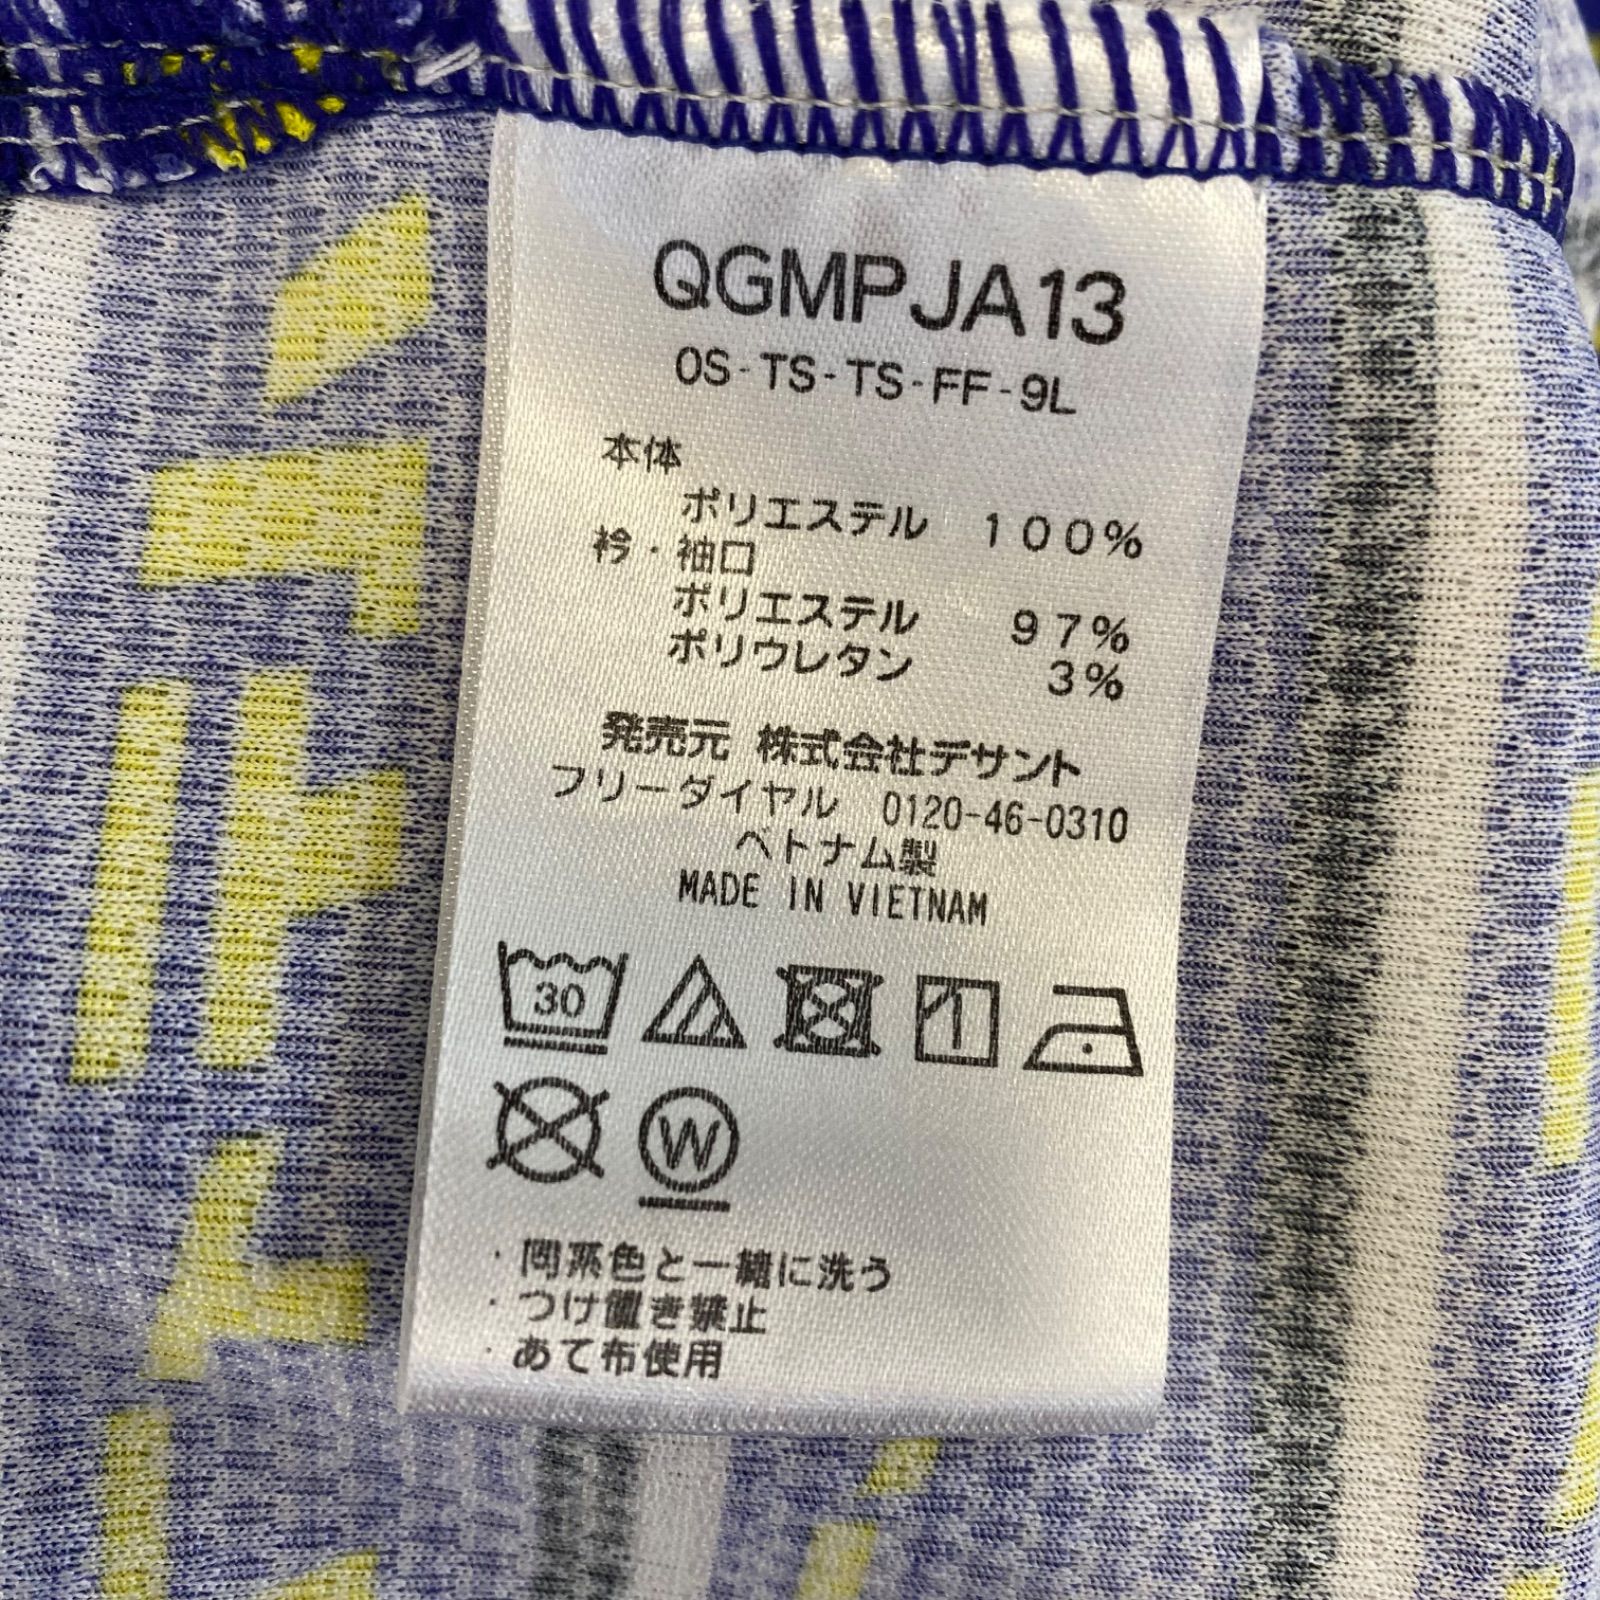 QGMPJA13
OS-TS-TS-FF-9L
本体
ポリエステル 100%
衿・袖口
ポリエステル 97%
ポリウレタン 3%
発売元 株式会社デサント
フリーダイヤル 0120-46-0310
ベトナム製
MADE IN VIETNAM
30
W
・同系色と一緒に洗う
・つけ置き禁止
・あて布使用